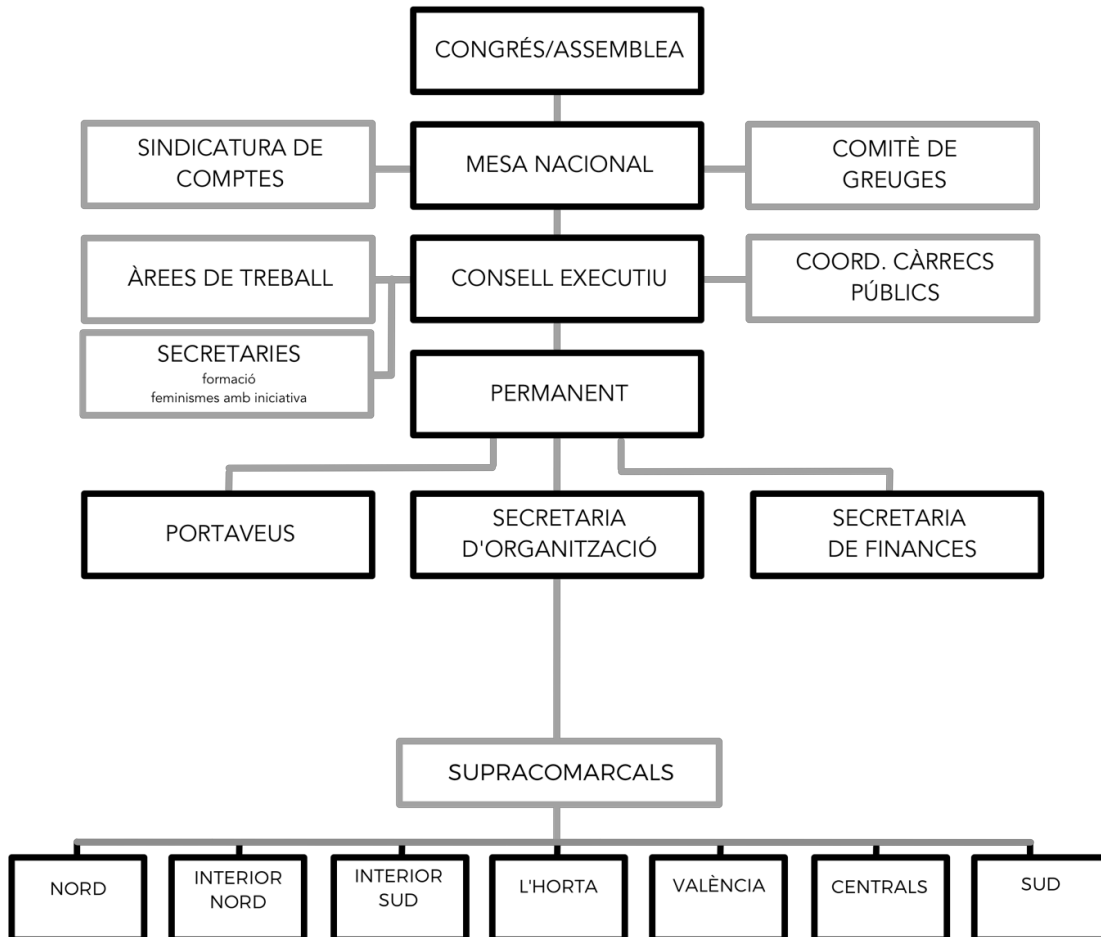 CONGRÉS/ASSEMBLEA
SINDICATURA DE
COMPTES
MESA NACIONAL
COMITÈ DE
GREUGES
ÀREES DE TREBALL
CONSELL EXECUTIU
COORD. CÀRRECS
PÚBLICS
SECRETARIES
formació
feminismes amb iniciativa
PERMANENT
PORTAVEUS
SECRETARIA
D'ORGANITZACIÓ
SECRETARIA
DE FINANCES
SUPRACOMARCALS
NORD
INTERIOR
NORD
INTERIOR
SUD
L'HORTA
VALÈNCIA
CENTRALS
SUD